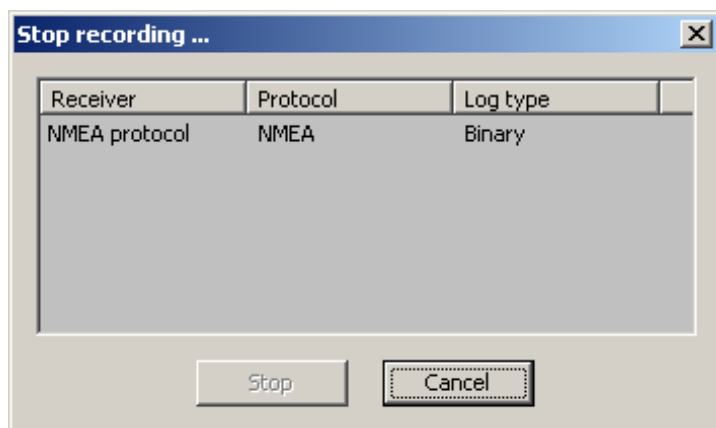 Stop recording ...
Receiver Protocol Log type
NMEA protocol NMEA Binary
Stop Cancel